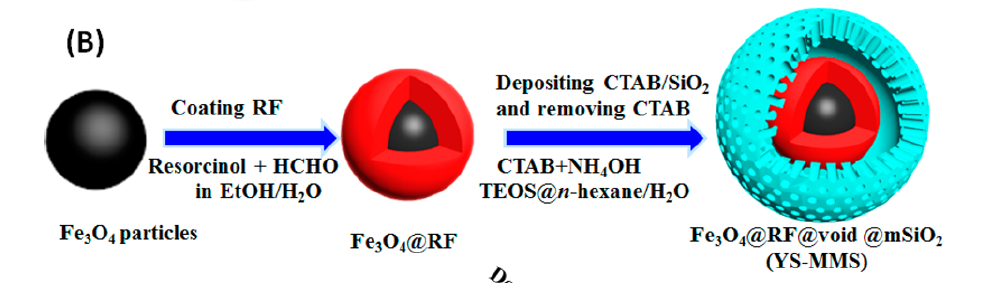 (B)
Coating RF
Resorcinol + HCHO
in EtOH/H₂O
Depositing CTAB/SiO₂
and removing CTAB
CTAB+NH₄OH
TEOS@n-hexane/H₂O
Fe₃O₄ particles
Fe₃O₄@RF
Fe₃O₄@RF@void @mSiO₂
(YS-MMS)